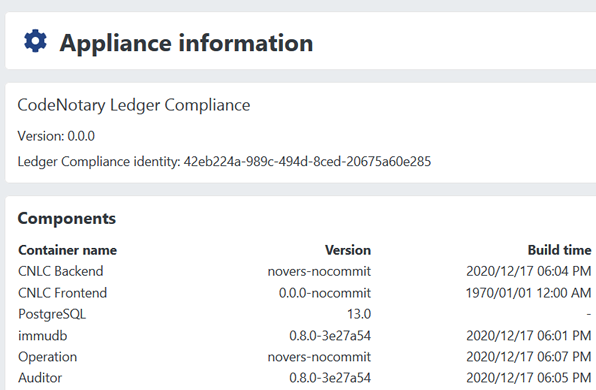 Appliance information
CodeNotary Ledger Compliance
Version: 0.0.0
Ledger Compliance identity: 42eb224a-989c-494d-8ced-20675a60e285
Components
Container name Version Build time
CNLC Backend novers-nocommit 2020/12/17 06:04 PM
CNLC Frontend 0.0.0-nocommit 1970/01/01 12:00 AM
PostgreSQL 13.0 -
immudb 0.8.0-3e27a54 2020/12/17 06:01 PM
Operation novers-nocommit 2020/12/17 06:07 PM
Auditor 0.8.0-3e27a54 2020/12/17 06:05 PM